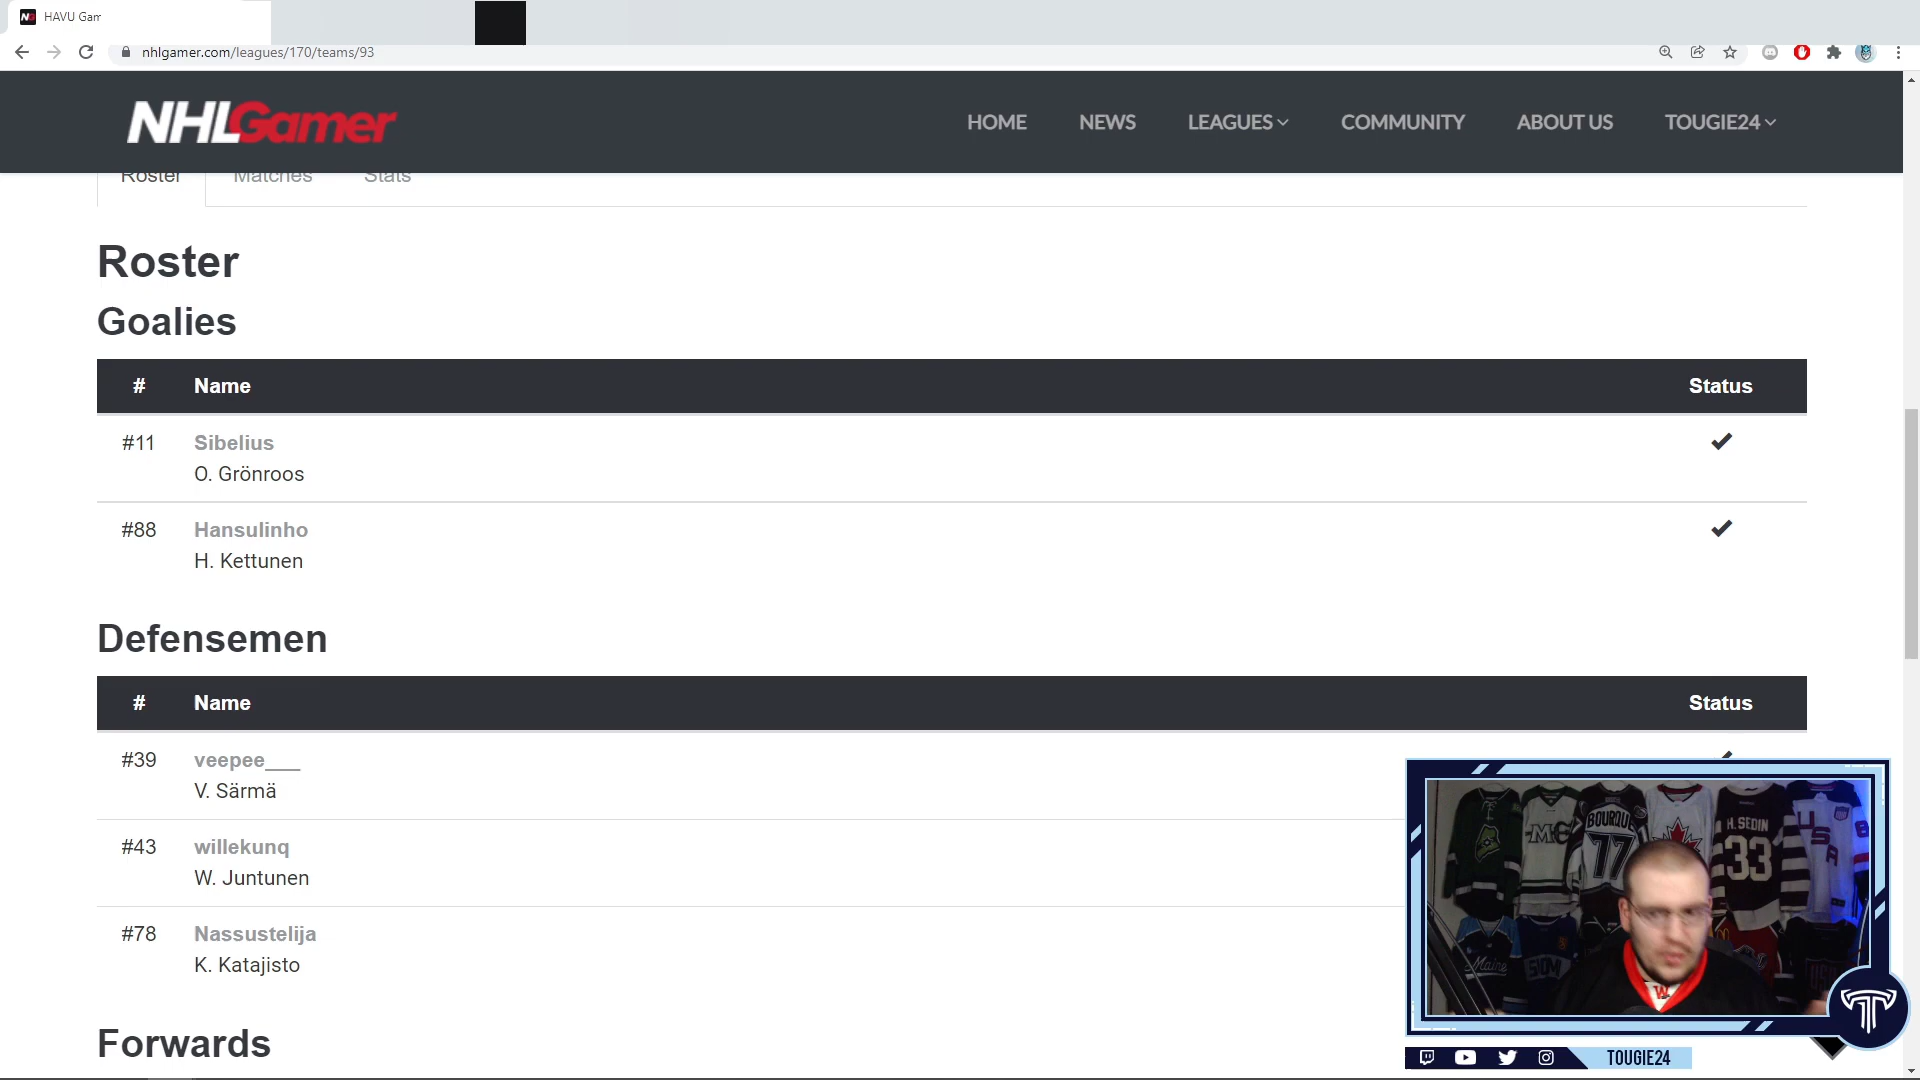 HAVU Gam
nhlgamer.com/leagues/170/teams/93
NHLGamer
HOME NEWS LEAGUES COMMUNITY ABOUT US TOUGIE24
Roster Matches Stats
Roster
Goalies
# Name Status
#11 Sibelius
O. Grönroos
#88 Hansulinho
H. Kettunen
Defensemen
# Name Status
#39 veepee___
V. Särmä
#43 willekunq
W. Juntunen
#78 Nassustelija
K. Katajisto
Forwards
BOURQUE
77
H. SEDIN
33
USA
Maine
W
TOUGIE24